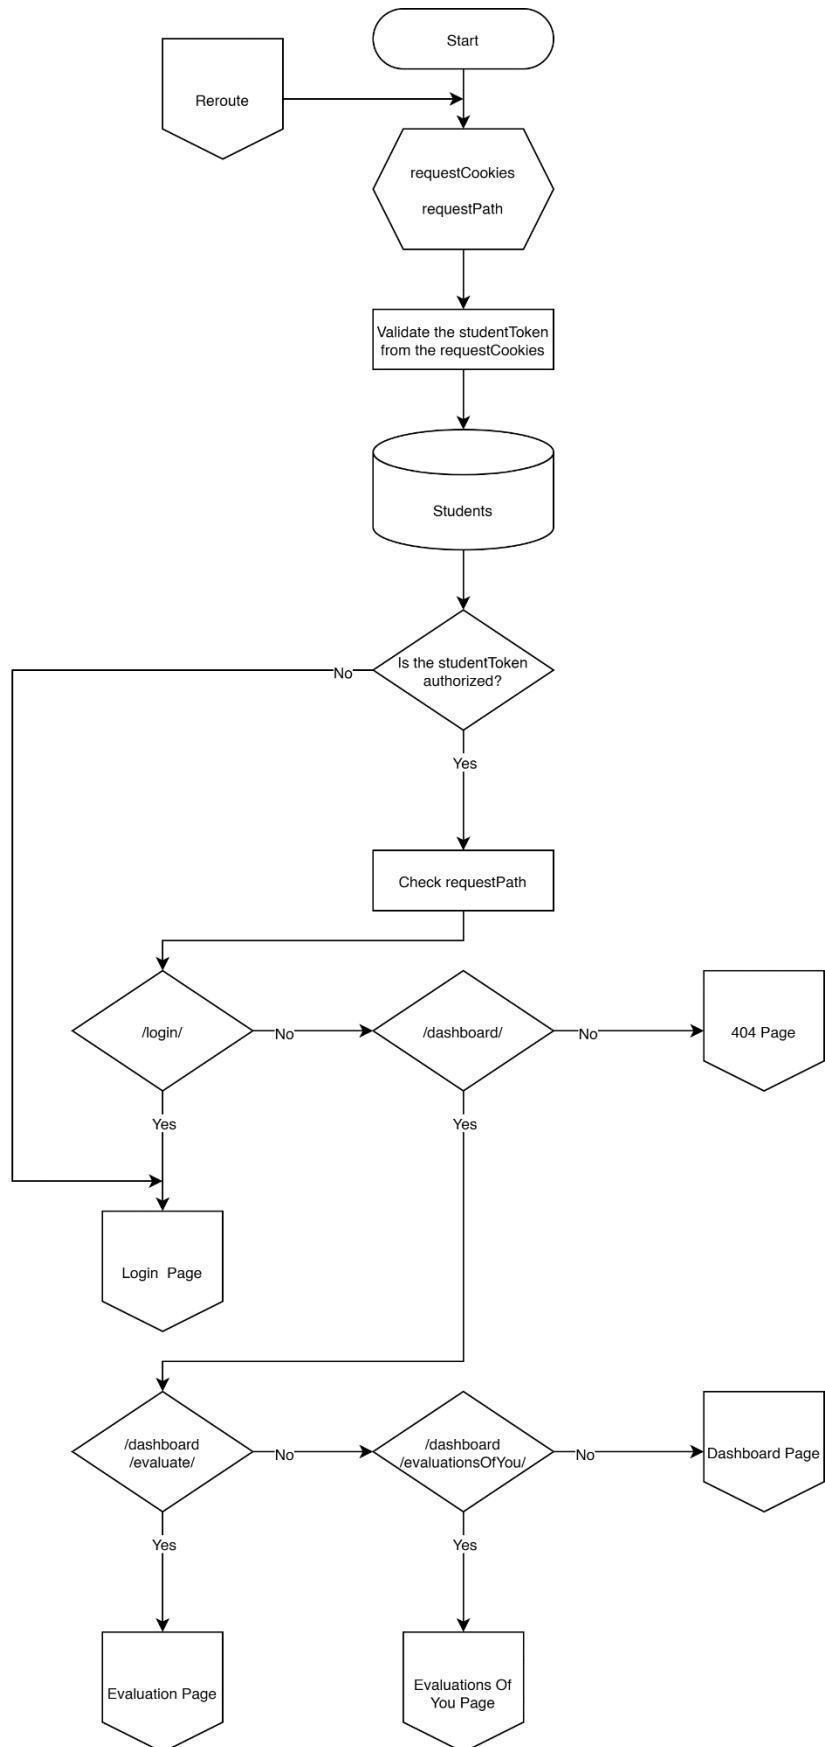 Start
Reroute
requestCookies
requestPath
Validate the studentToken
from the requestCookies
Students
Is the studentToken
authorized?
No
Yes
Check requestPath
/login/
No
/dashboard/
No
404 Page
Yes
Yes
Login  Page
/dashboard
/evaluate/
No
/dashboard
/evaluationsOfYou/
No
Dashboard Page
Yes
Yes
Evaluation Page
Evaluations Of
You Page